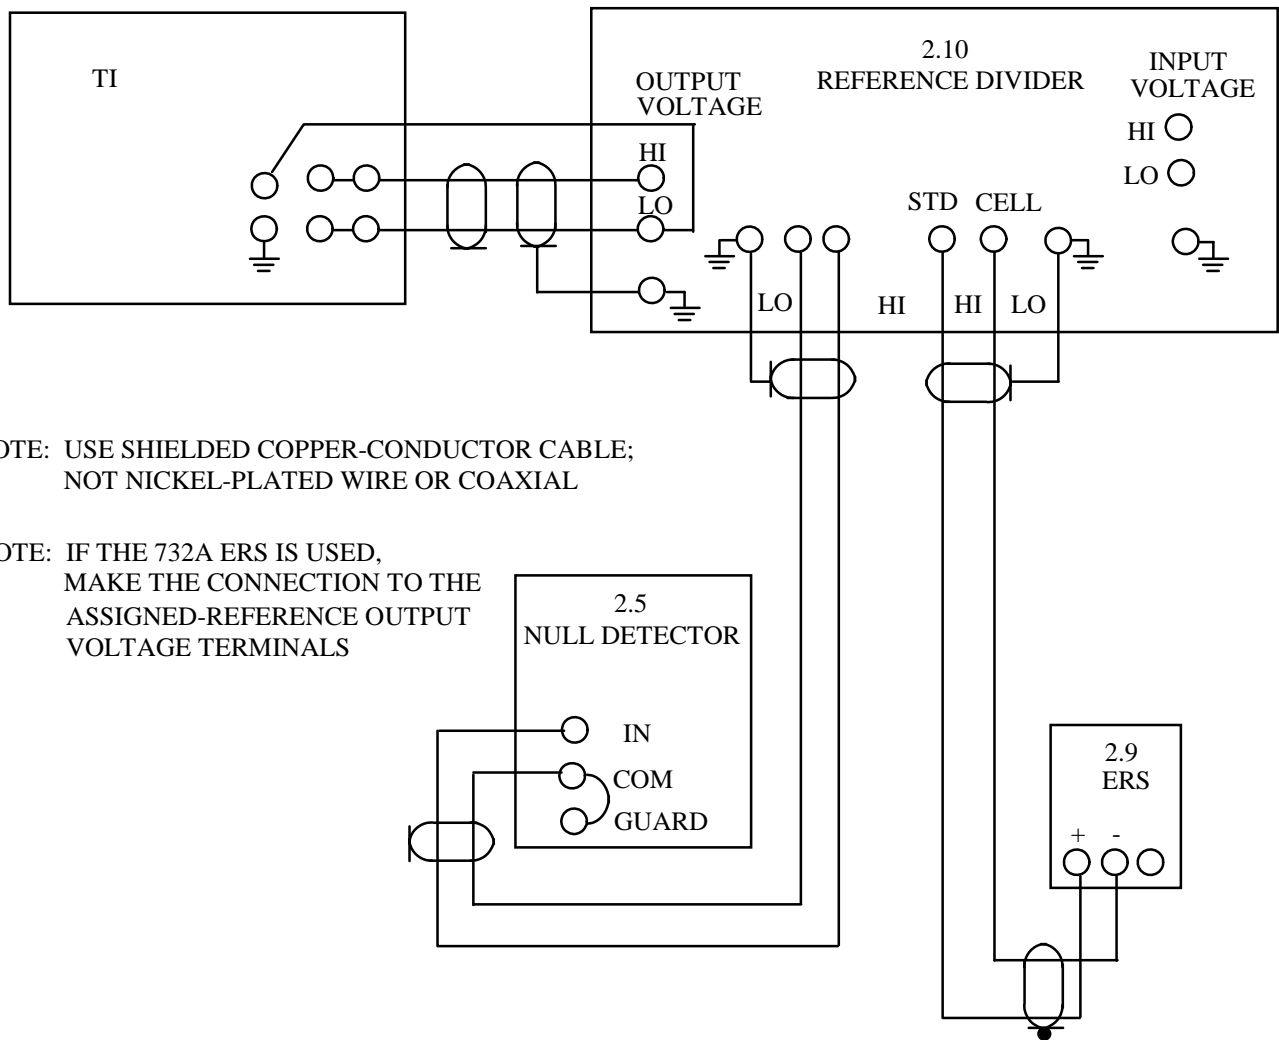 TI
2.10
REFERENCE DIVIDER
OUTPUT
VOLTAGE
INPUT
VOLTAGE
HI
LO
HI
LO
STD CELL
LO
HI
HI
LO
OTE: USE SHIELDED COPPER-CONDUCTOR CABLE;
NOT NICKEL-PLATED WIRE OR COAXIAL
OTE: IF THE 732A ERS IS USED,
MAKE THE CONNECTION TO THE
ASSIGNED-REFERENCE OUTPUT
VOLTAGE TERMINALS
2.5
NULL DETECTOR
IN
COM
GUARD
2.9
ERS
+ -